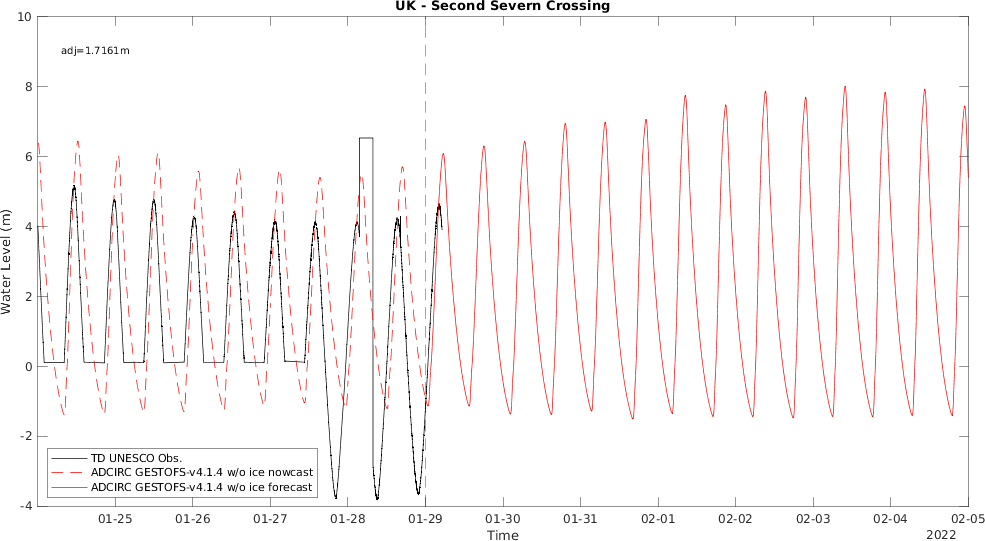 UK - Second Severn Crossing
10
adj=1.7161m
8
6
4
2
0
-2
-4
Water Level (m)
TD UNESCO Obs.
ADCIRC GESTOFS-v4.1.4 w/o ice nowcast
ADCIRC GESTOFS-v4.1.4 w/o ice forecast
01-25 01-26 01-27 01-28 01-29 01-30 01-31 02-01 02-02 02-03 02-04 02-05
Time
2022